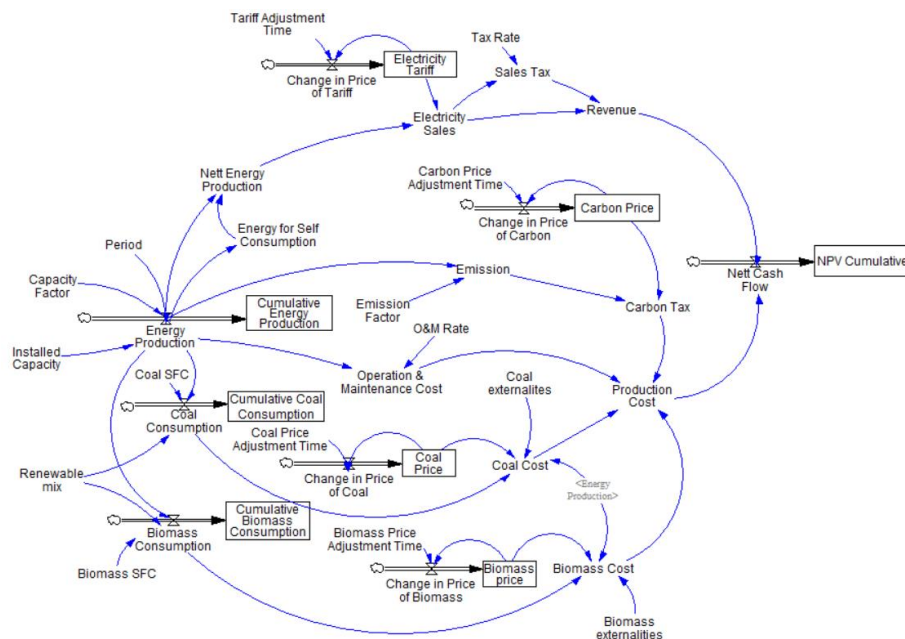 Tariff Adjustment
Time
Electricity
Tariff
Change in Price
of Tariff
Tax Rate
Sales Tax
Electricity
Sales
Revenue
Nett Energy
Production
Carbon Price
Adjustment Time
Carbon Price
Change in Price
of Carbon
Energy for Self
Consumption
Period
Capacity
Factor
Emission
Emission
Factor
Nett Cash
Flow
NPV Cumulative
Cumulative
Energy
Production
Energy
Production
Carbon Tax
O&M Rate
Installed
Capacity
Coal SFC
Operation &
Maintenance Cost
Coal
externalites
Production
Cost
Cumulative Coal
Consumption
Coal Consumption
Coal Price
Adjustment Time
Coal
Price
Change in Price
of Coal
Coal Cost
Renewable
mix
<Energy
Production>
Cumulative
Biomass
Consumption
Biomass
Consumption
Biomass Price
Adjustment Time
Biomass
price
Change in Price
of Biomass
Biomass Cost
Biomass SFC
Biomass
externalities